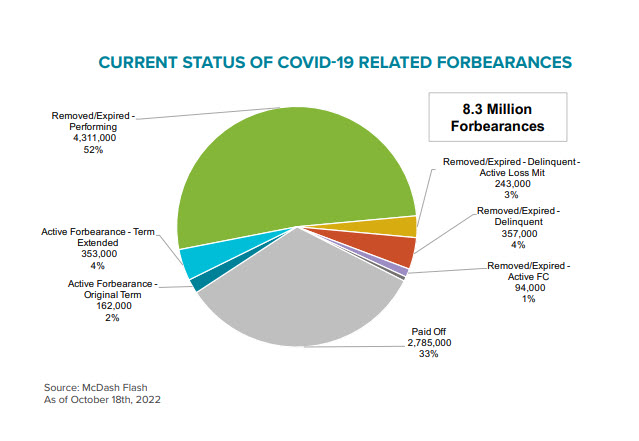 CURRENT STATUS OF COVID-19 RELATED FORBEARANCES
8.3 Million
Forbearances
Removed/Expired -
Performing
4,311,000
52%
Removed/Expired - Delinquent -
Active Loss Mit
243,000
3%
Removed/Expired -
Delinquent
357,000
4%
Removed/Expired -
Active FC
94,000
1%
Active Forbearance - Term
Extended
353,000
4%
Active Forbearance -
Original Term
162,000
2%
Paid Off
2,785,000
33%
Source: McDash Flash
As of October 18th, 2022